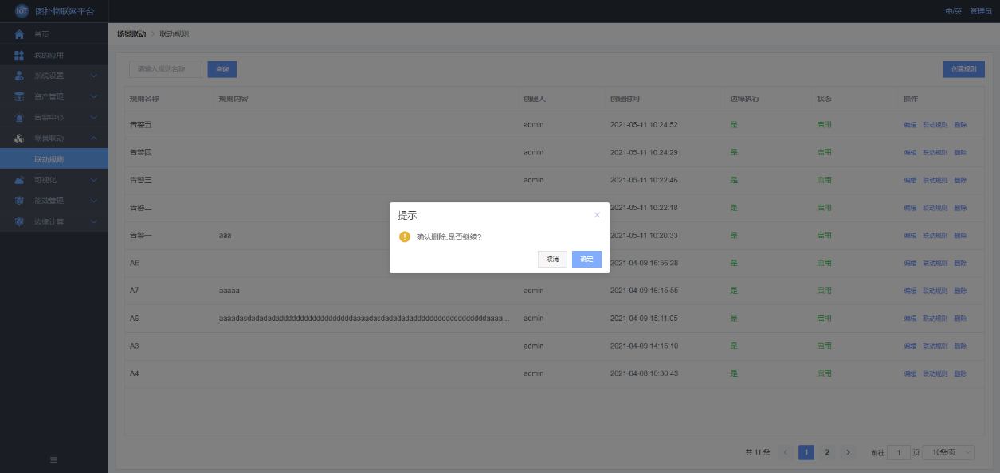 IOT 图扑物联网平台
中/英 管理员
首页
我的应用
系统设置
资产管理
告警中心
场景联动
联动规则
可视化
能效管理
边缘计算
场景联动 > 联动规则
请输入规则名称 查询 创建规则
规则名称 规则内容 创建人 创建时间 边缘执行 状态 操作
告警五 admin 2021-05-11 10:24:52 是 启用 编辑 联动规则 删除
告警四 admin 2021-05-11 10:24:29 是 启用 编辑 联动规则 删除
告警三 admin 2021-05-11 10:22:46 是 启用 编辑 联动规则 删除
告警二 2021-05-11 10:22:18 是 启用 编辑 联动规则 删除
告警一 aaa 2021-05-11 10:20:33 是 启用 编辑 联动规则 删除
AE 2021-04-09 16:56:28 是 启用 编辑 联动规则 删除
A7 aaaaa admin 2021-04-09 16:15:55 是 启用 编辑 联动规则 删除
A6 admin 2021-04-09 15:11:05 是 启用 编辑 联动规则 删除
A3 admin 2021-04-09 14:15:10 是 启用 编辑 联动规则 删除
A4 admin 2021-04-08 10:30:43 是 启用 编辑 联动规则 删除
提示
确认删除,是否继续?
取消 确定
共 11 条 < 1 2 > 前往 1 页 10条/页